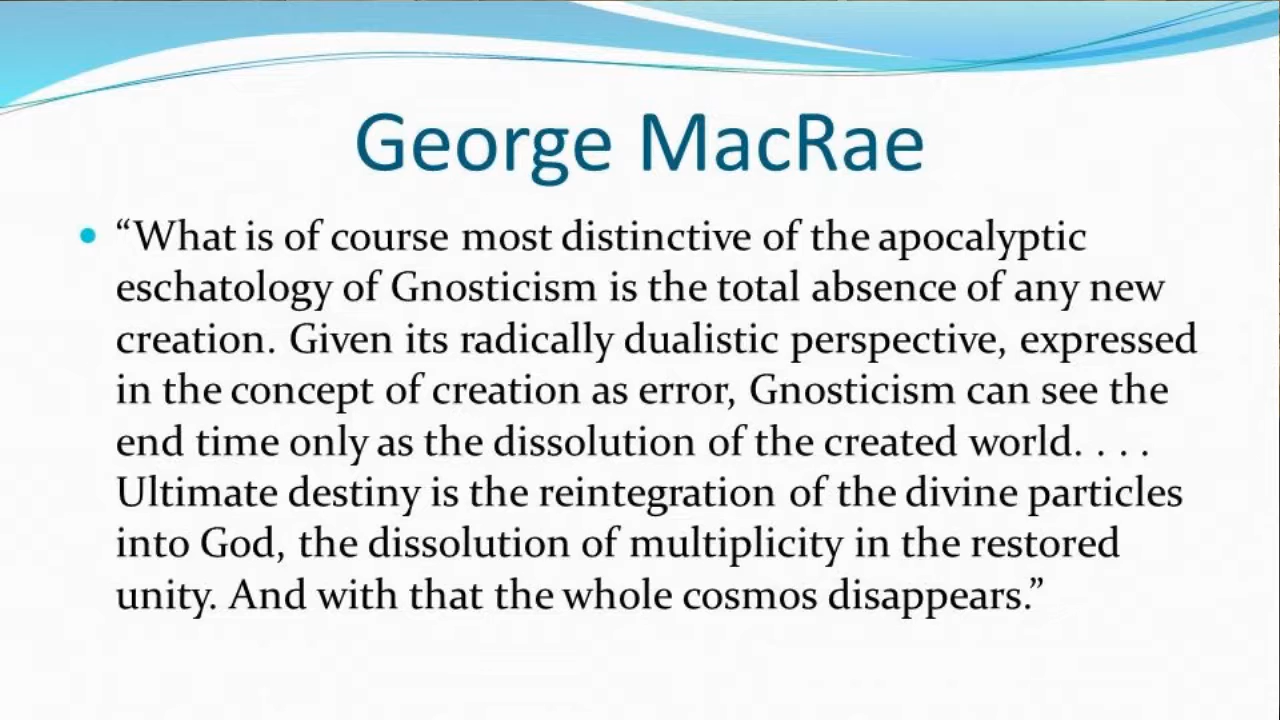 George MacRae
• “What is of course most distinctive of the apocalyptic
eschatology of Gnosticism is the total absence of any new
creation. Given its radically dualistic perspective, expressed
in the concept of creation as error, Gnosticism can see the
end time only as the dissolution of the created world. . . .
Ultimate destiny is the reintegration of the divine particles
into God, the dissolution of multiplicity in the restored
unity. And with that the whole cosmos disappears.”